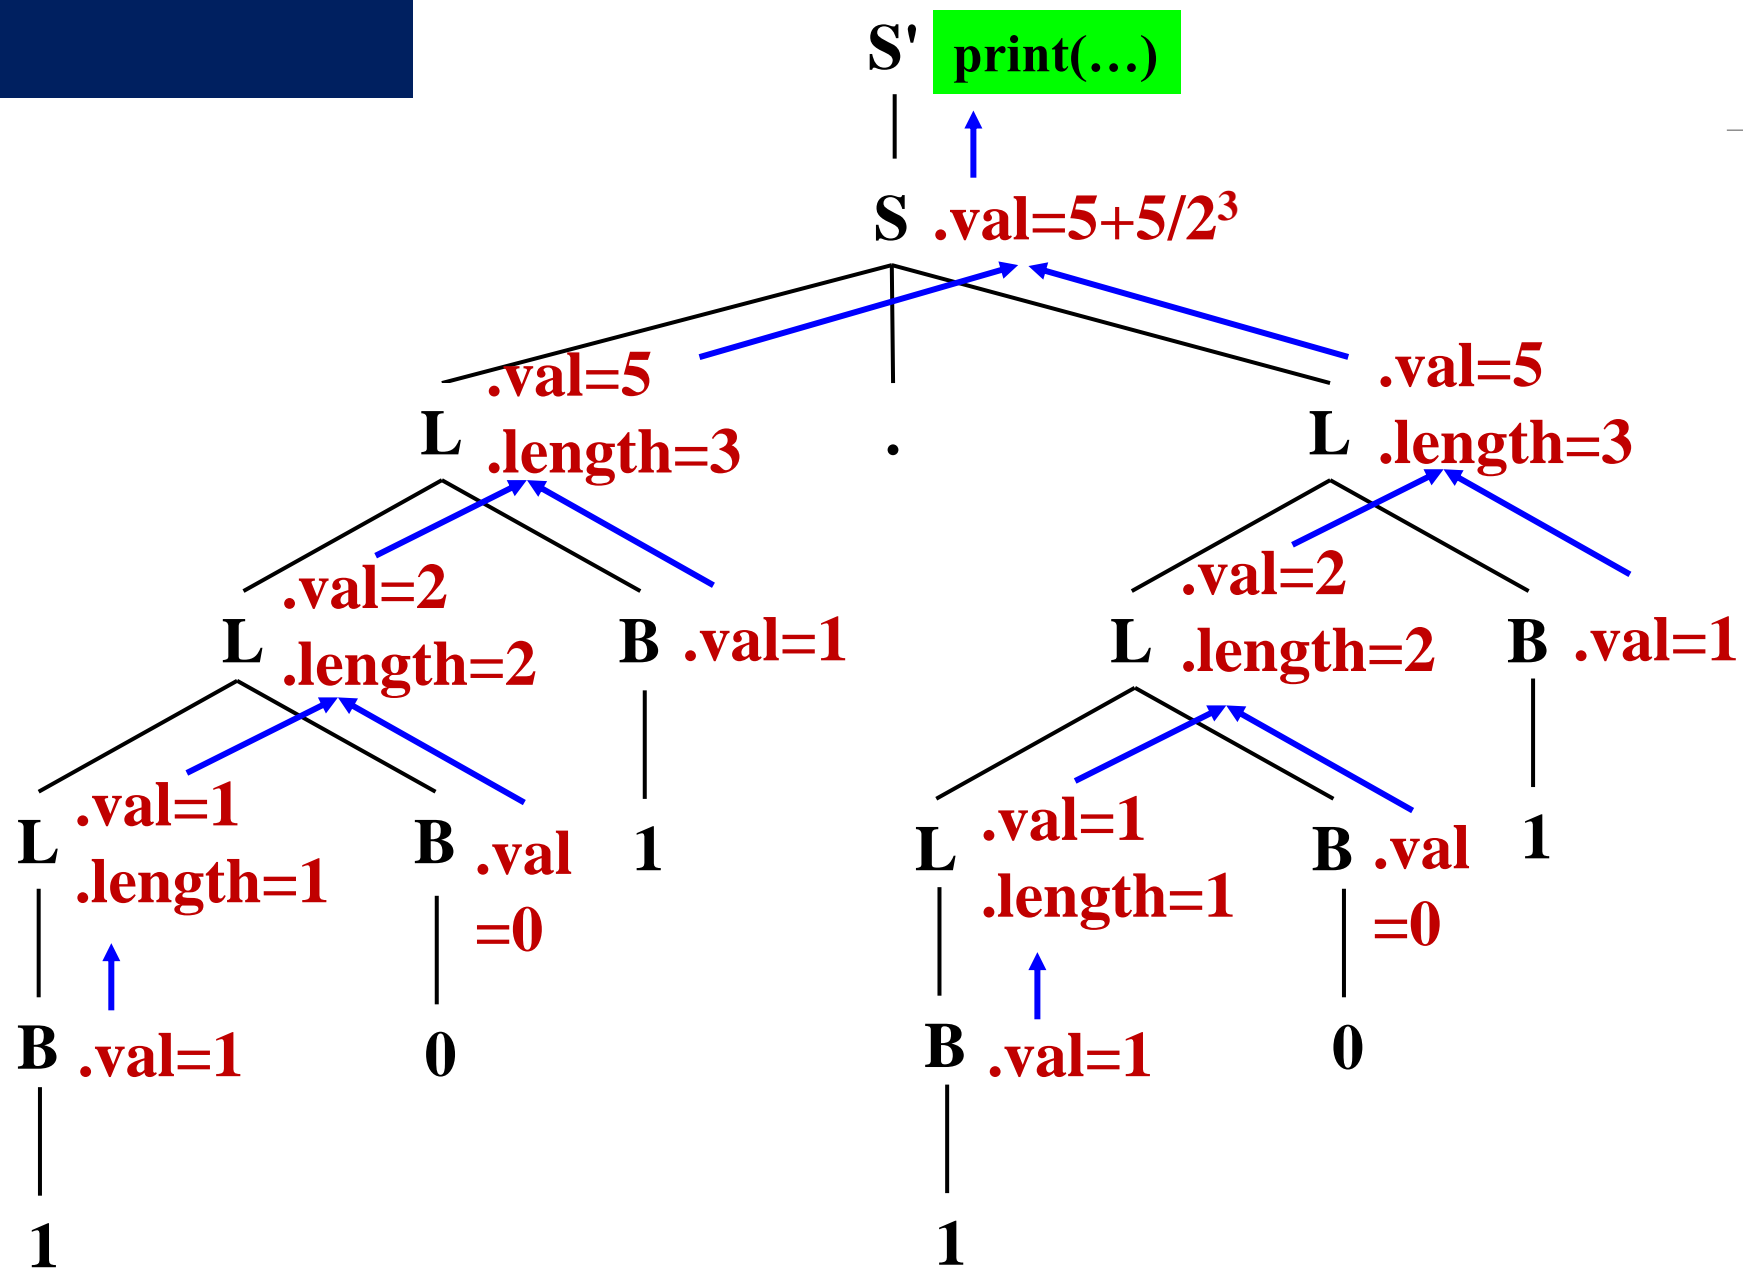 S' print(…)
S .val=5+5/2³
.val=5
L .length=3
.
.val=5
L .length=3
.val=2
L .length=2
B .val=1
.val=2
L .length=2
B .val=1
.val=1
L .length=1
B .val
=0
1
.val=1
L .length=1
B .val
=0
1
B .val=1
0
B .val=1
0
1
1